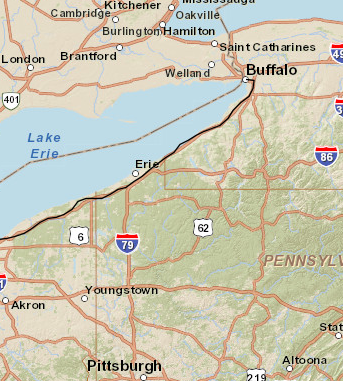 Mississauga
Kitchener
Cambridge
Oakville
Burlington
Hamilton
Brantford
Saint Catharines
London
Welland
Buffalo
401
Lake
Erie
Erie
86
6
79
62
PENNSYLV
Youngstown
Akron
Stat
Altoona
Pittsburgh
219